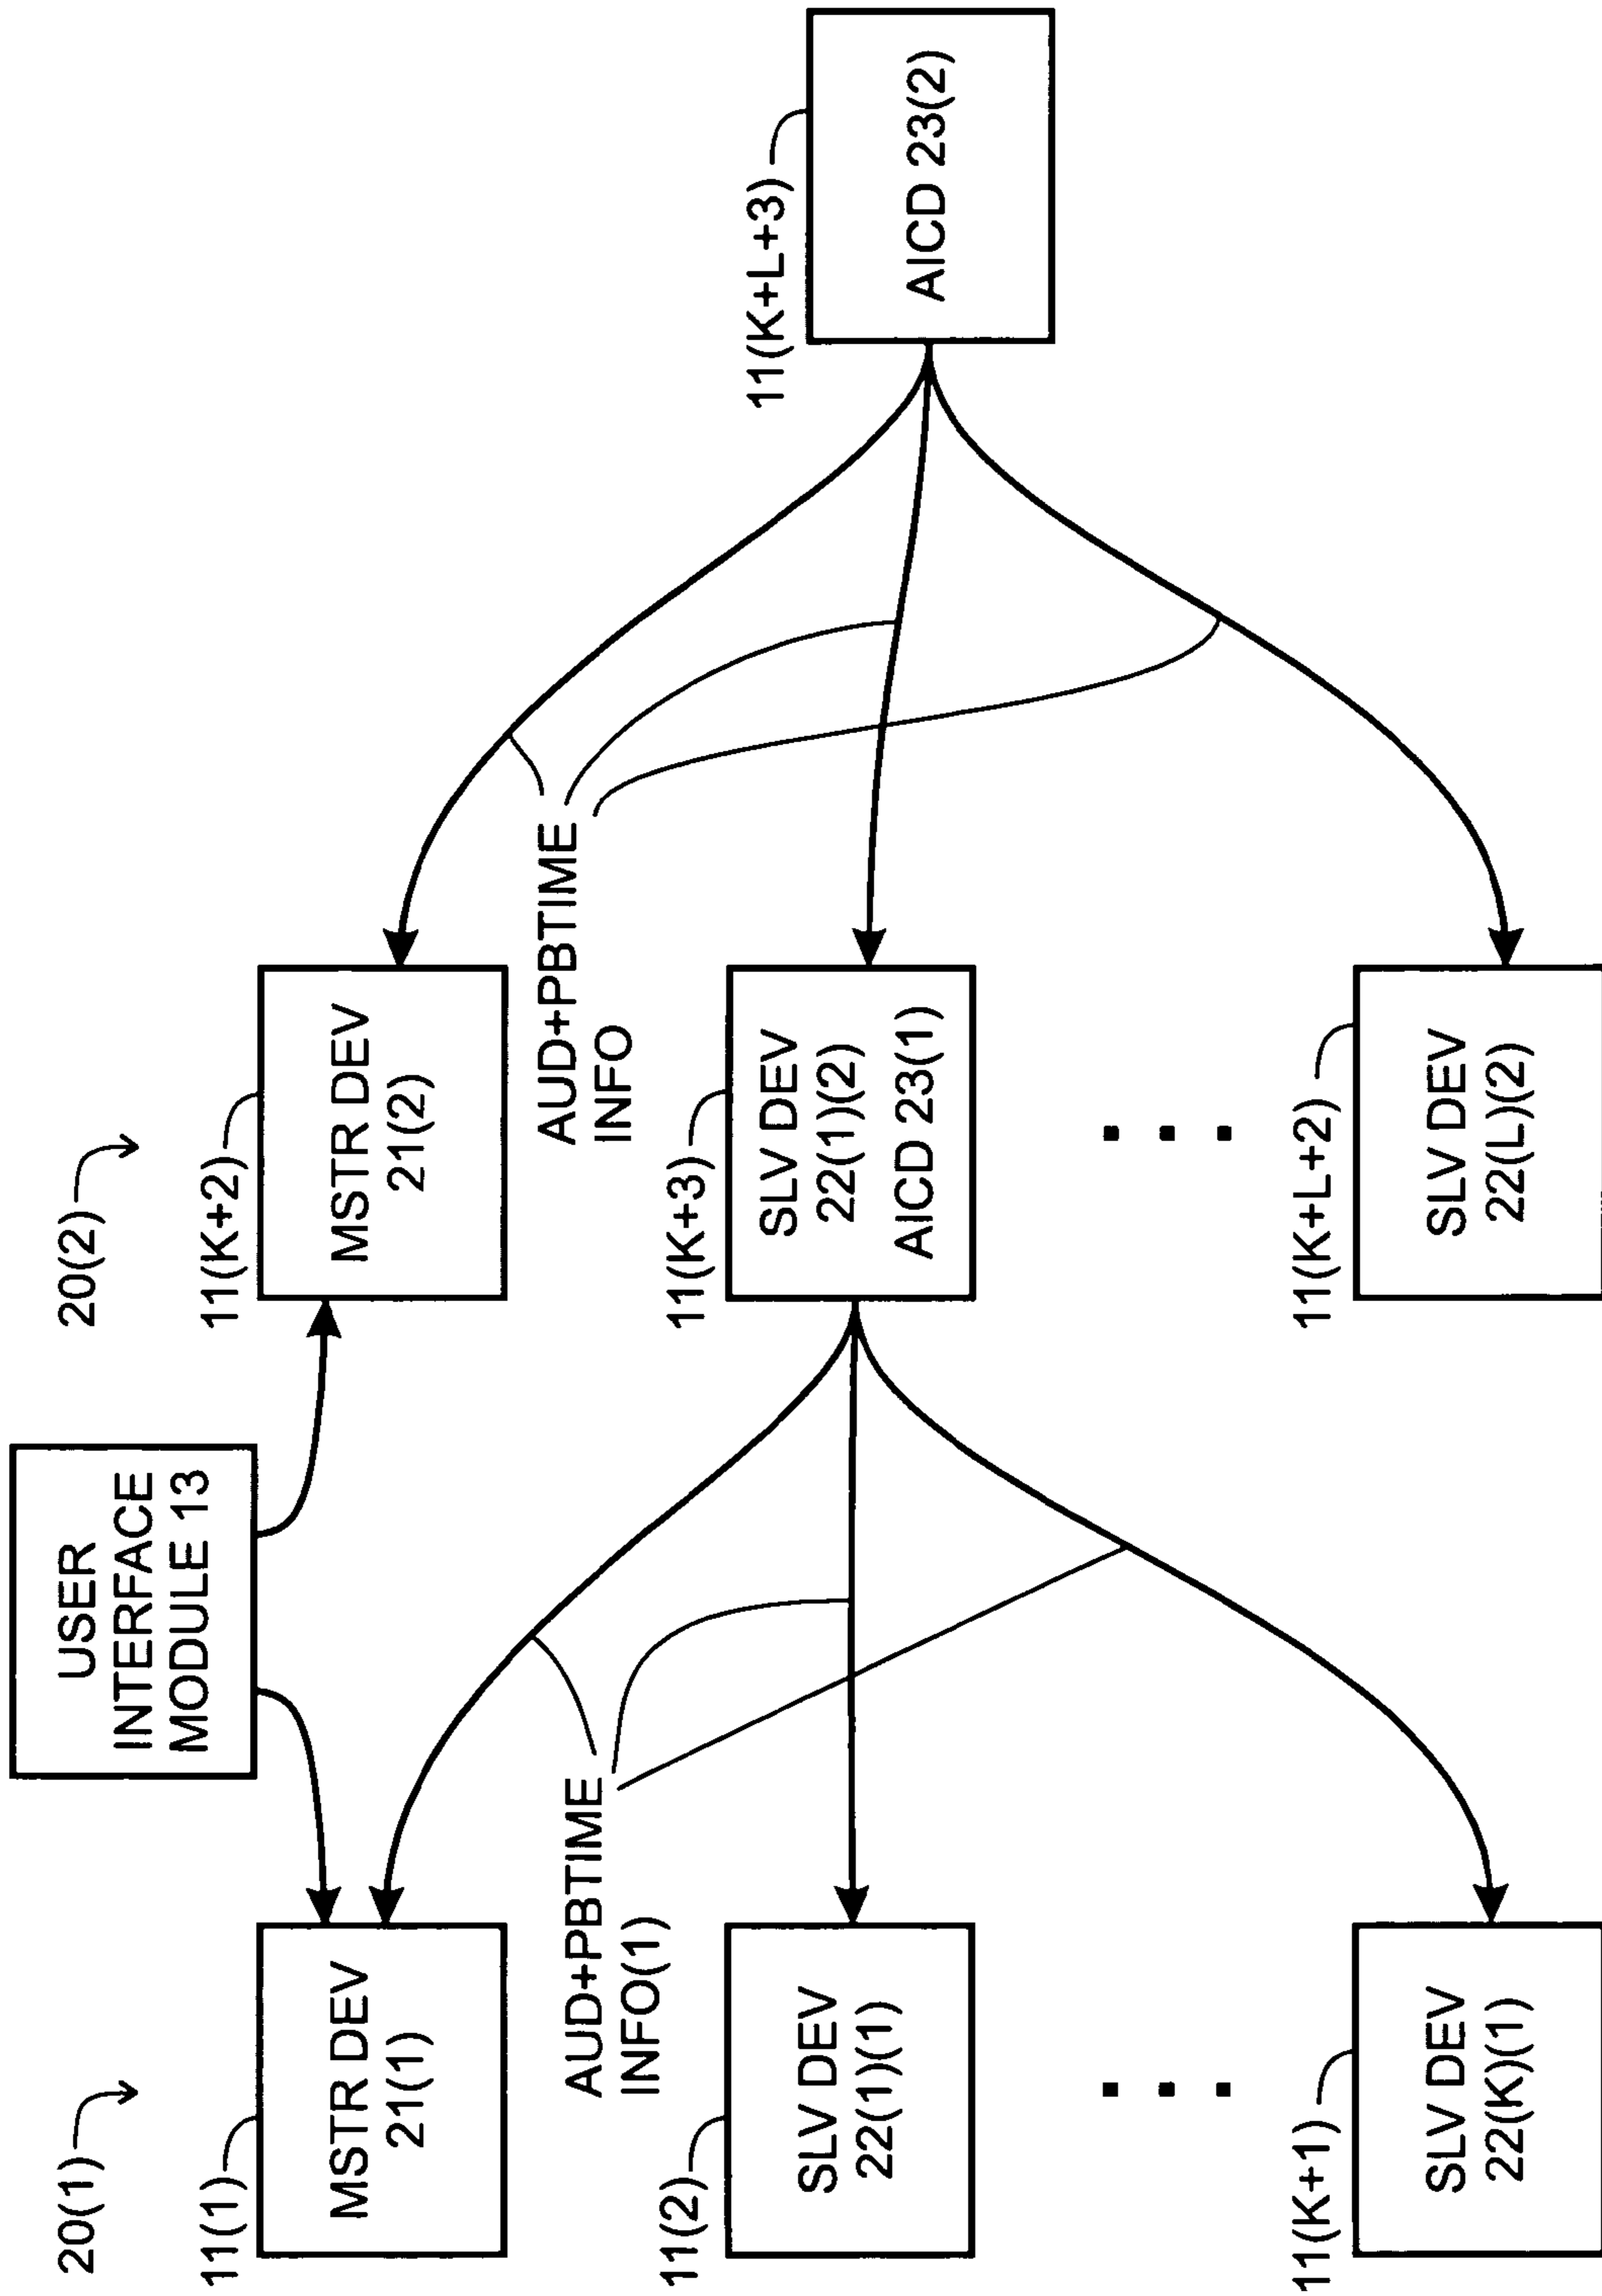 USER
INTERFACE
MODULE 13
20(1)
20(2)
11(1)
MSTR DEV
21(1)
11(K+2)
MSTR DEV
21(2)
AUD+PBTIME
INFO(1)
AUD+PBTIME
INFO
11(2)
SLV DEV
22(1)(1)
11(K+3)
SLV DEV
22(1)(2)
AICD 23(1)
11(K+L+3)
AICD 23(2)
11(K+1)
SLV DEV
22(K)(1)
11(K+L+2)
SLV DEV
22(L)(2)